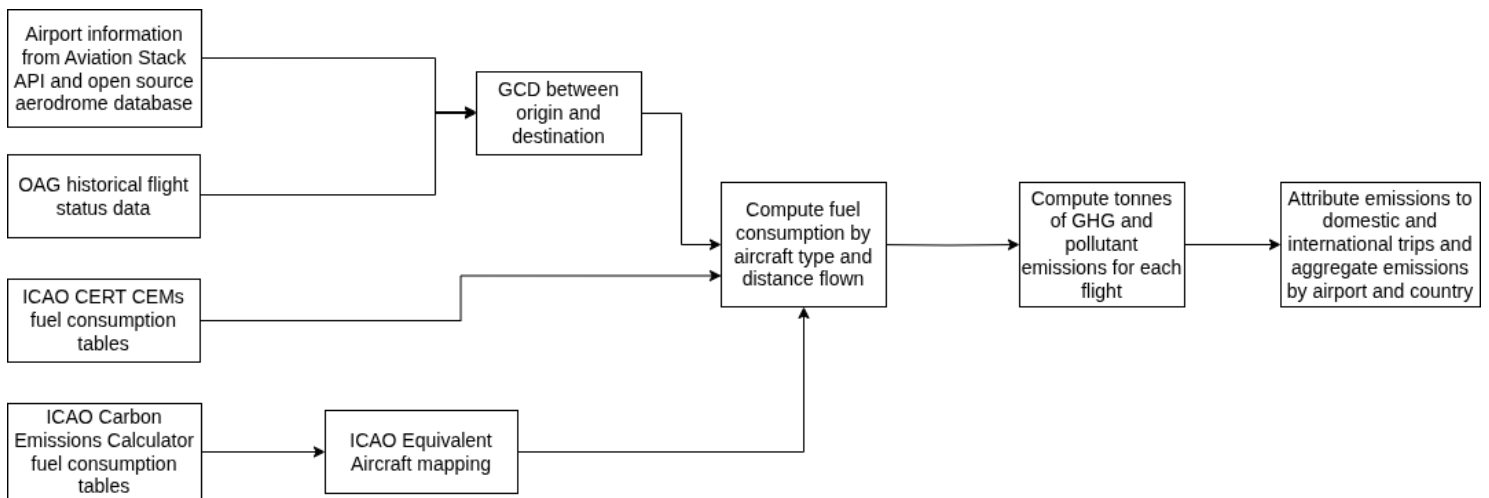 Airport information
from Aviation Stack
API and open source
aerodrome database
OAG historical flight
status data
ICAO CERT CEMs
fuel consumption
tables
ICAO Carbon
Emissions Calculator
fuel consumption
tables
ICAO Equivalent
Aircraft mapping
GCD between
origin and
destination
Compute fuel
consumption by
aircraft type and
distance flown
Compute tonnes
of GHG and
pollutant
emissions for each
flight
Attribute emissions to
domestic and
international trips and
aggregate emissions
by airport and country